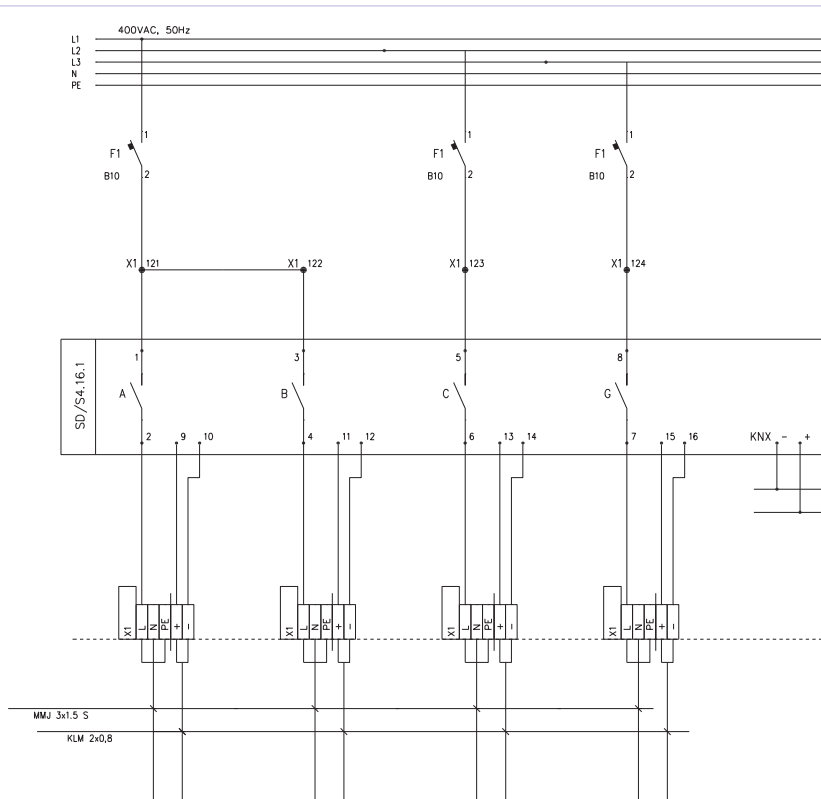 400VAC, 50Hz
L1
L2
L3
N
PE
1 1 1
F1 F1 F1
B10 2 B10 2 B10 2
X1 121 X1 122 X1 123 X1 124
SD/S4.16.1
1 3 5 8
A B C G
2 9 10 4 11 12 6 13 14 7 15 16 KNX - +
X1 L N PE + - X1 L N PE + - X1 L N PE + - X1 L N PE + -
MMJ 3x1.5 S
KLM 2x0,8